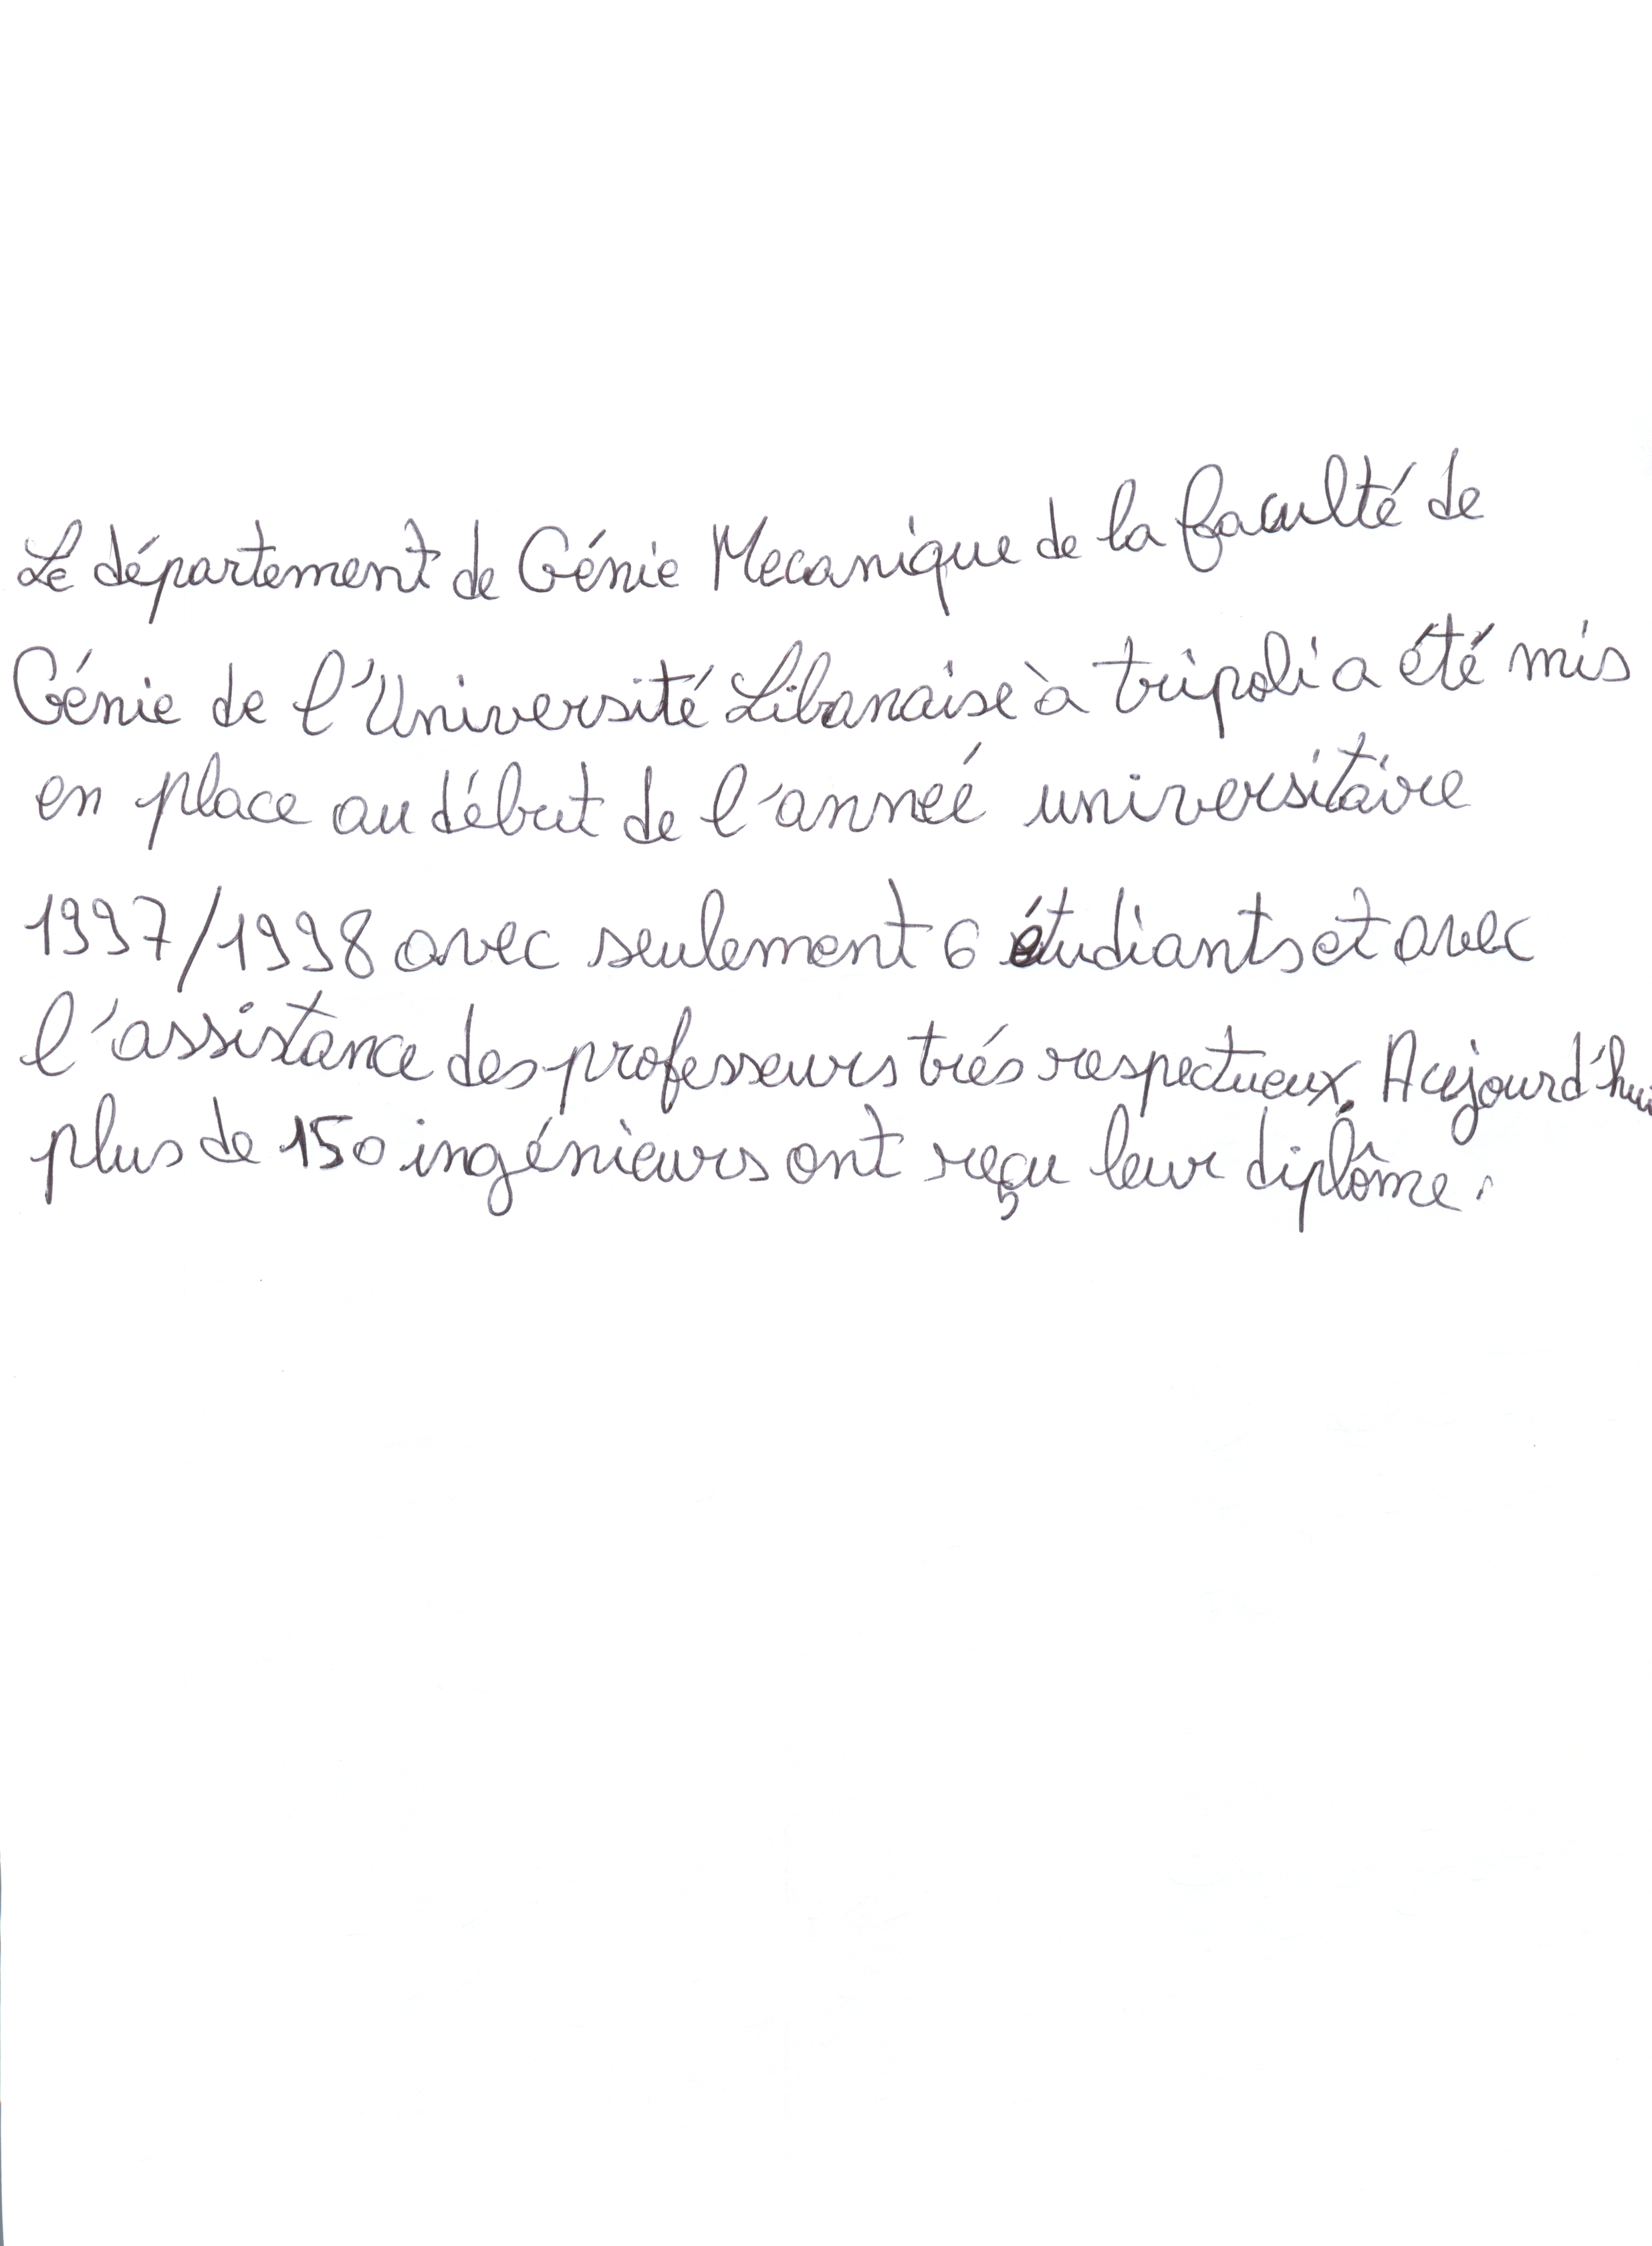 Le département de Génie Mecanique de la faculté de
Génie de l'Université Libanaise à tripoli a été mis
en place au début de l'anneé universitaire
1997/1998 avec seulement 6 étudiants et avec
l'assistance des professeurs trés respectueux. Aujourd'hui
plus de 150 ingénieurs ont reçu leur diplôme.